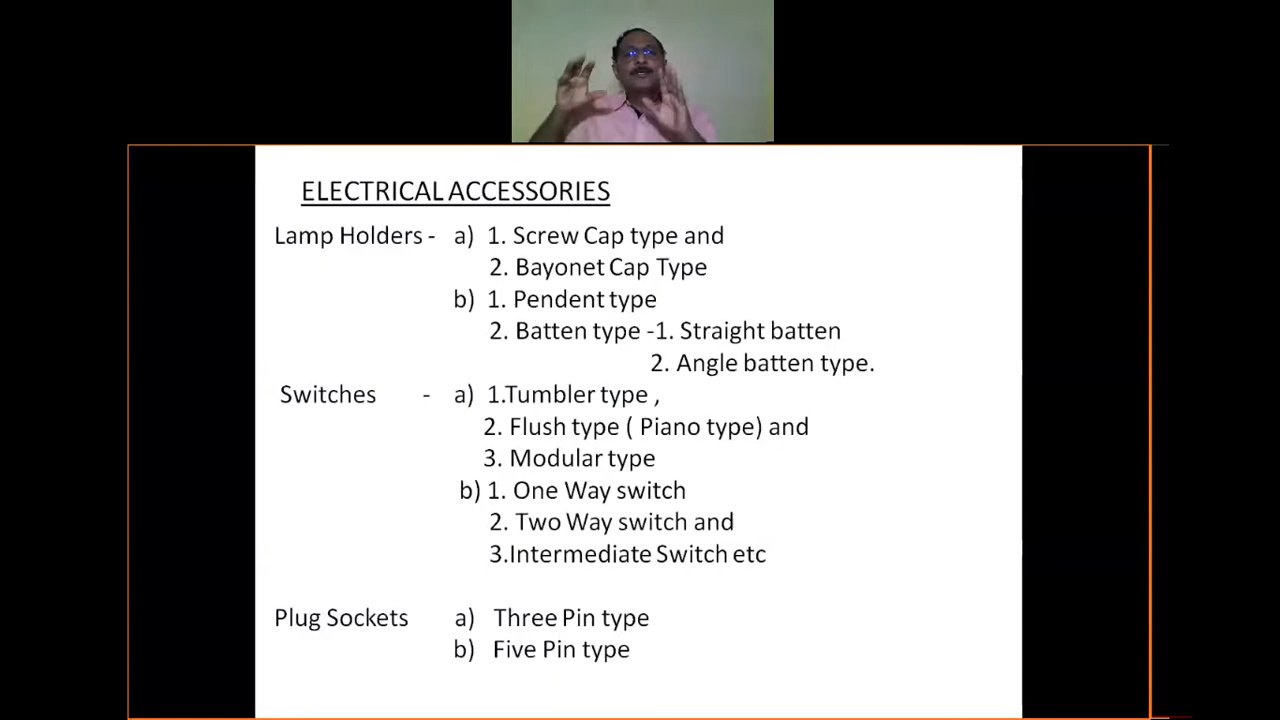 ELECTRICAL ACCESSORIES
Lamp Holders - a) 1. Screw Cap type and
2. Bayonet Cap Type
b) 1. Pendent type
2. Batten type -1. Straight batten
2. Angle batten type.
Switches - a) 1.Tumbler type ,
2. Flush type ( Piano type) and
3. Modular type
b) 1. One Way switch
2. Two Way switch and
3.Intermediate Switch etc
Plug Sockets a) Three Pin type
b) Five Pin type